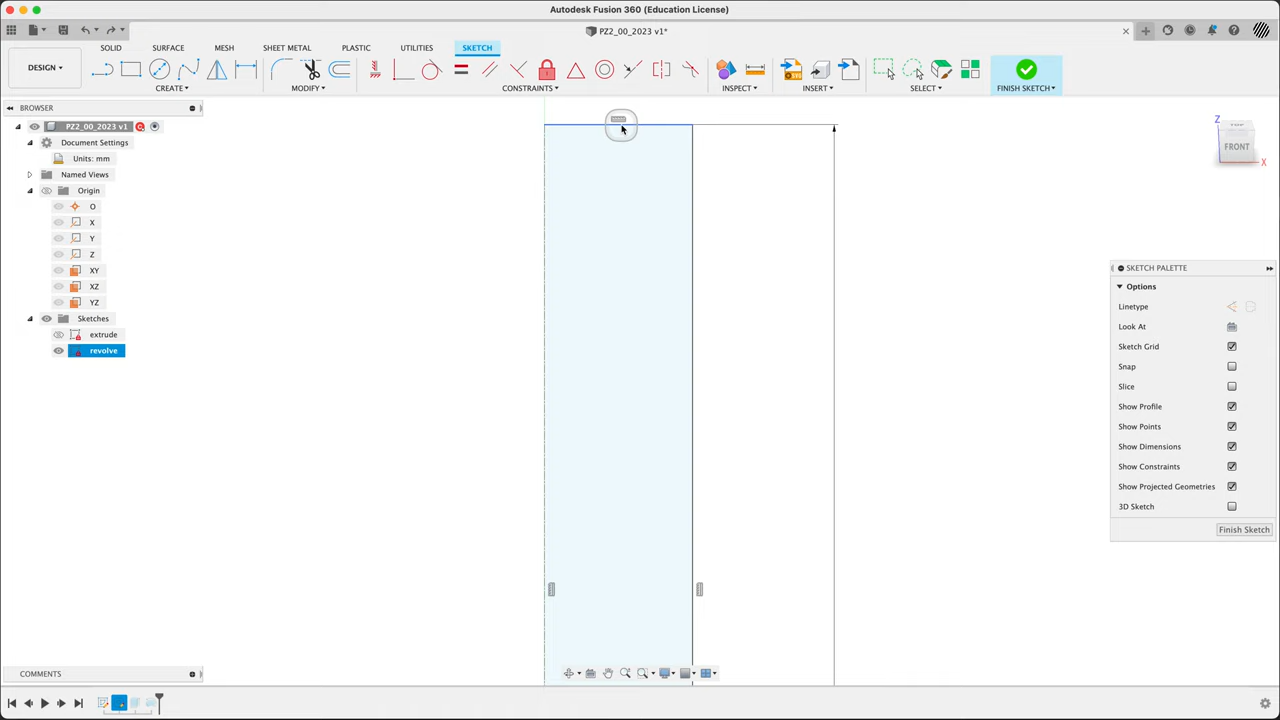 Autodesk Fusion 360 (Education License)
PZ2_00_2023 v1*
SOLID SURFACE MESH SHEET METAL PLASTIC UTILITIES SKETCH
DESIGN
CREATE MODIFY CONSTRAINTS INSPECT INSERT SELECT FINISH SKETCH
BROWSER
PZ2_00_2023 v1
Document Settings
Units: mm
Named Views
Origin
O
X
Y
Z
XY
XZ
YZ
Sketches
extrude
revolve
Z
TOP
FRONT
X
SKETCH PALETTE
Options
Linetype
Look At
Sketch Grid
Snap
Slice
Show Profile
Show Points
Show Dimensions
Show Constraints
Show Projected Geometries
3D Sketch
Finish Sketch
COMMENTS